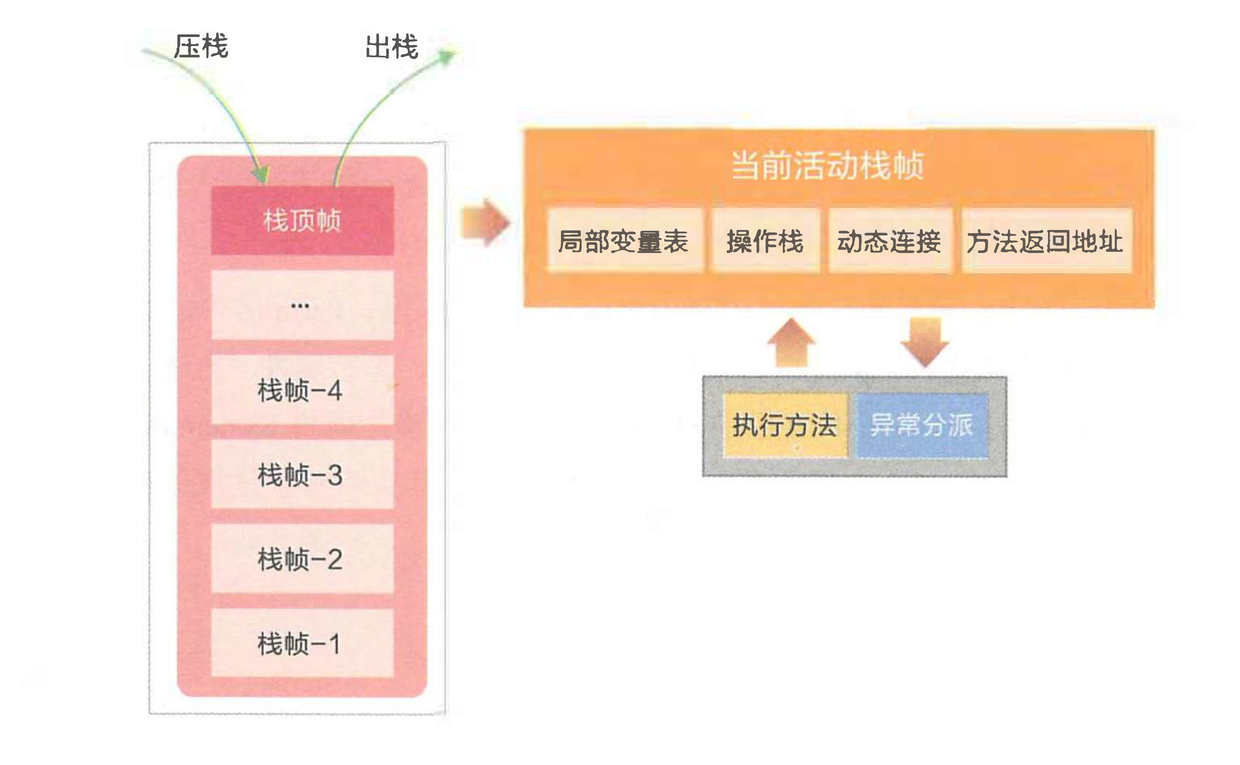 压栈
出栈
栈顶帧
...
栈帧-4
栈帧-3
栈帧-2
栈帧-1
当前活动栈帧
局部变量表
操作栈
动态连接
方法返回地址
执行方法
异常分派